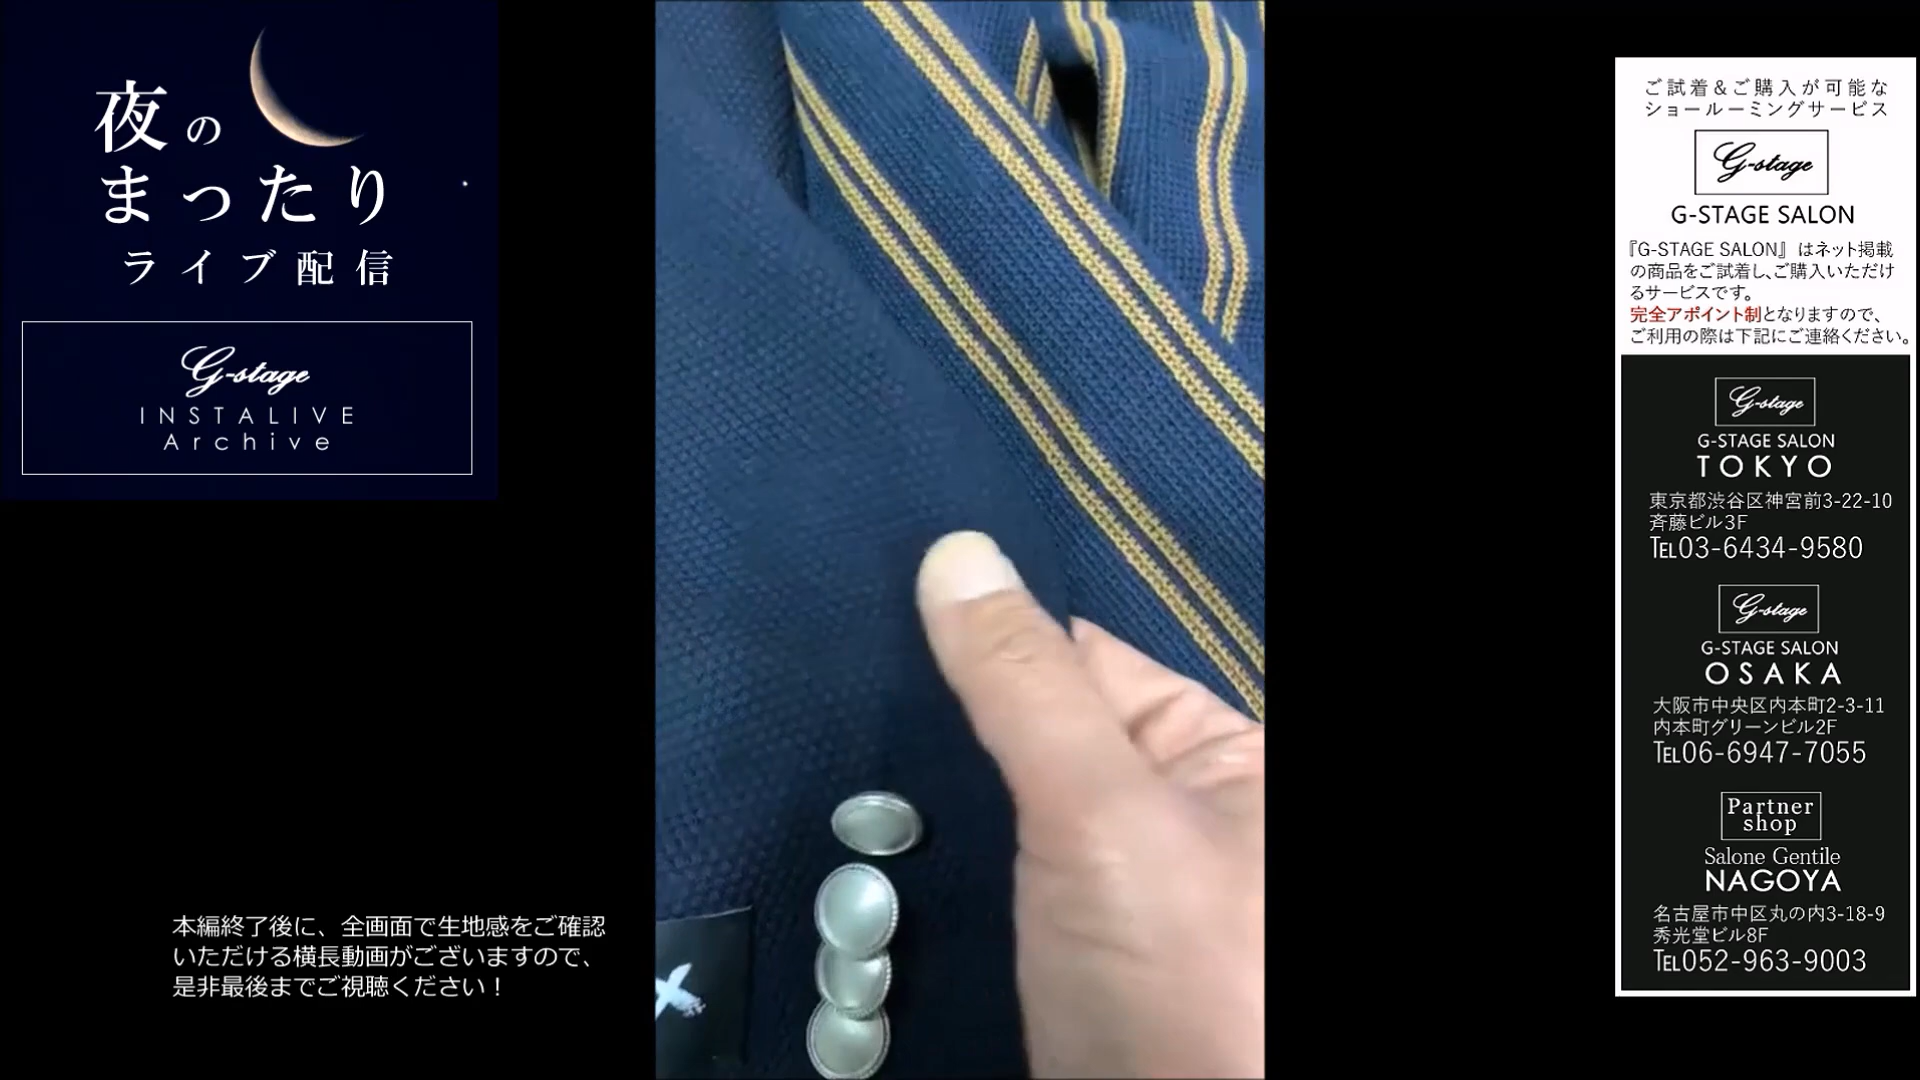 夜の
まったり
ライブ配信
G-stage
INSTALIVE
Archive
本編終了後に、全画面で生地感をご確認
いただける横長動画がございますので、
是非最後までご視聴ください！
X
ご試着&ご購入が可能な
ショールーミングサービス
G-stage
G-STAGE SALON
『G-STAGE SALON』はネット掲載
の商品をご試着し、ご購入いただけ
るサービスです。
完全アポイント制となりますので、
ご利用の際は下記にご連絡ください。
G-stage
G-STAGE SALON
TOKYO
東京都渋谷区神宮前3-22-10
斉藤ビル3F
TEL03-6434-9580
G-stage
G-STAGE SALON
OSAKA
大阪市中央区内本町2-3-11
内本町グリーンビル2F
TEL06-6947-7055
Partner
shop
Salone Gentile
NAGOYA
名古屋市中区丸の内3-18-9
秀光堂ビル8F
TEL052-963-9003